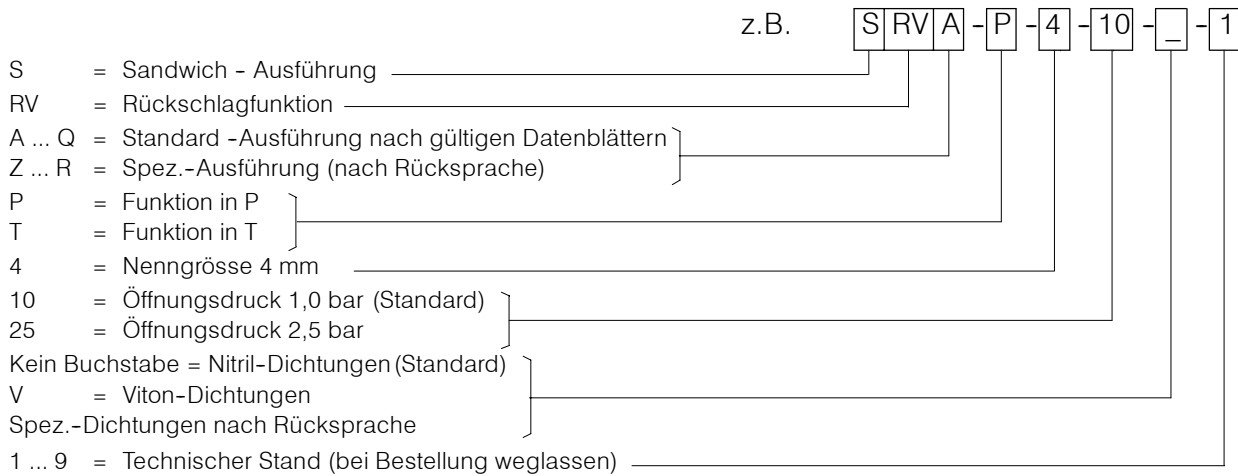 z.B. S RV A - P - 4 - 10 - _ - 1
S = Sandwich - Ausführung
RV = Rückschlagfunktion
A ... Q = Standard -Ausführung nach gültigen Datenblättern
Z ... R = Spez.-Ausführung (nach Rücksprache)
P = Funktion in P
T = Funktion in T
4 = Nenngrösse 4 mm
10 = Öffnungsdruck 1,0 bar (Standard)
25 = Öffnungsdruck 2,5 bar
Kein Buchstabe = Nitril-Dichtungen (Standard)
V = Viton-Dichtungen
Spez.-Dichtungen nach Rücksprache
1 ... 9 = Technischer Stand (bei Bestellung weglassen)